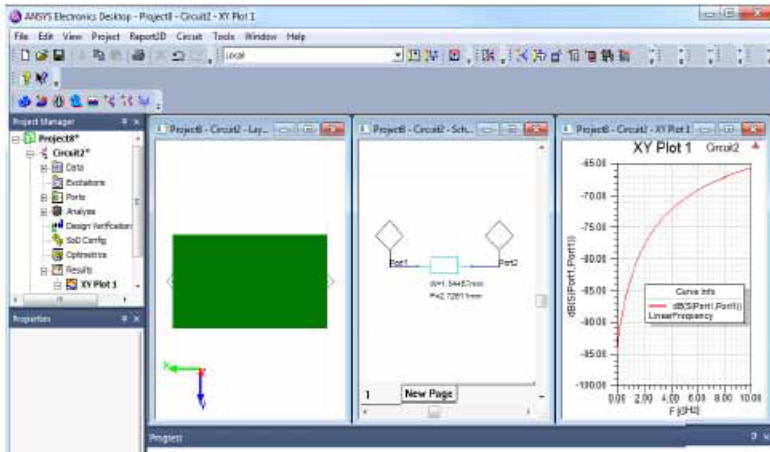 ANSYS Electronics Desktop - Project8 - Circuit2 - XY Plot 1
File Edit View Project Report2D Circuit Tools Window Help
Local
Project Manager
Project8*
Circuit2*
Data
Excitations
Ports
Analysis
Design Verification
SoD Config
Optimetrics
Results
XY Plot 1
Properties
Project8 - Circuit2 - Lay...
X
Y
Project8 - Circuit2 - Sch...
Port1
Port2
W=1.54457mm
P=2.72811mm
1
New Page
Project8 - Circuit2 - XY Plot 1
XY Plot 1
Circuit2
-65.00
-70.00
-75.00
-80.00
-85.00
-90.00
-95.00
-100.00
dB(S(Port1,Port1))
Curve Info
dB(S(Port1,Port1))
LinearFrequency
0.00 2.00 4.00 6.00 8.00 10.00
F [GHz]
Progress